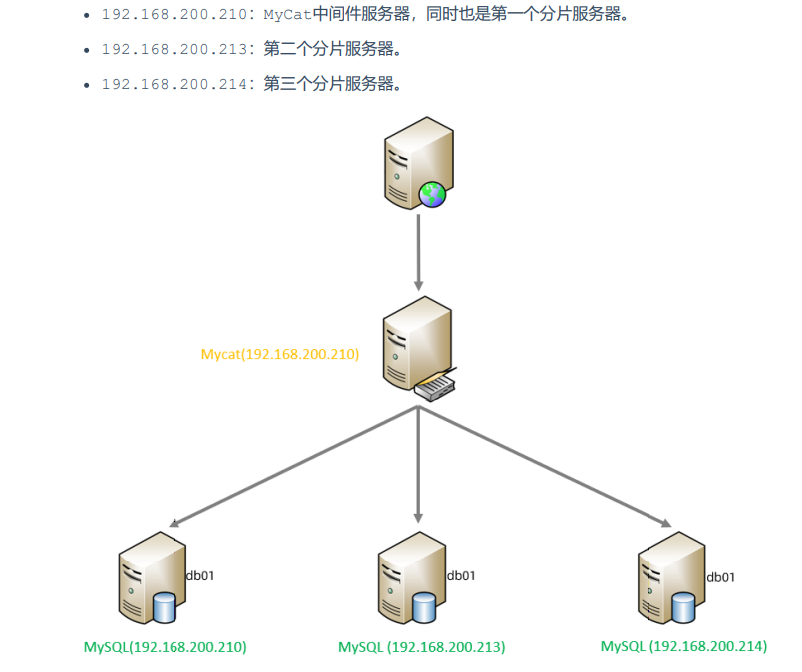 192.168.200.210：MyCat中间件服务器，同时也是第一个分片服务器。
192.168.200.213：第二个分片服务器。
192.168.200.214：第三个分片服务器。
Mycat(192.168.200.210)
db01
db01
db01
MySQL(192.168.200.210)
MySQL (192.168.200.213)
MySQL (192.168.200.214)